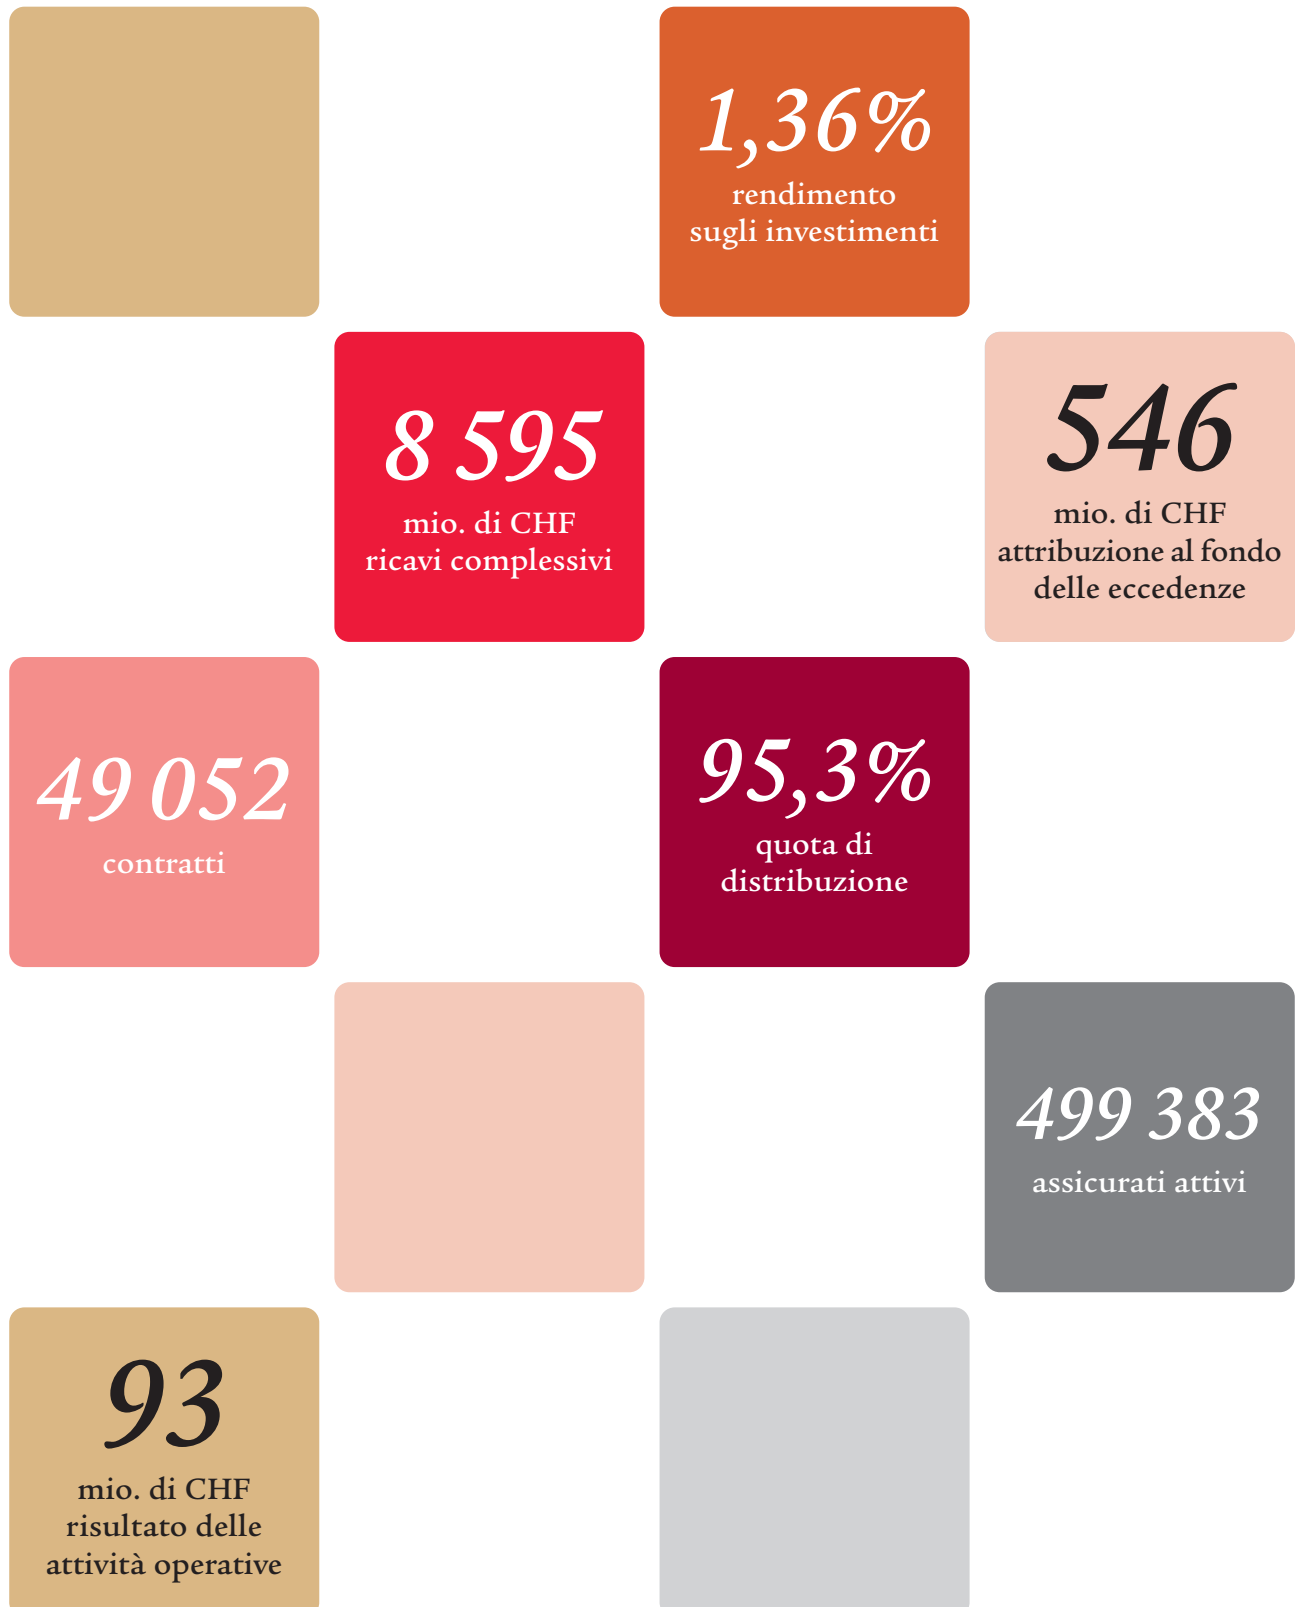 1,36%
rendimento
sugli investimenti
8 595
mio. di CHF
ricavi complessivi
546
mio. di CHF
attribuzione al fondo
delle eccedenze
49 052
contratti
95,3%
quota di
distribuzione
499 383
assicurati attivi
93
mio. di CHF
risultato delle
attività operative